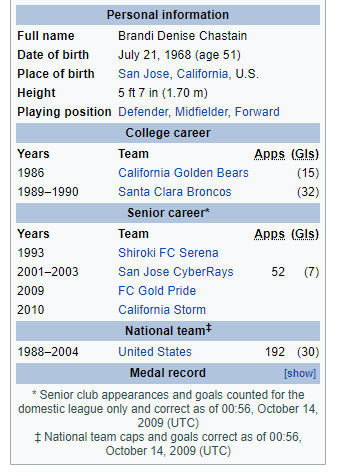 Personal information
Full name Brandi Denise Chastain
Date of birth July 21, 1968 (age 51)
Place of birth San Jose, California, U.S.
Height 5 ft 7 in (1.70 m)
Playing position Defender, Midfielder, Forward
College career
Years Team Apps (Gls)
1986 California Golden Bears (15)
1989–1990 Santa Clara Broncos (32)
Senior career*
Years Team Apps (Gls)
1993 Shiroki FC Serena
2001–2003 San Jose CyberRays 52 (7)
2009 FC Gold Pride
2010 California Storm
National team‡
1988–2004 United States 192 (30)
Medal record [show]
* Senior club appearances and goals counted for the
domestic league only and correct as of 00:56, October 14,
2009 (UTC)
‡ National team caps and goals correct as of 00:56,
October 14, 2009 (UTC)